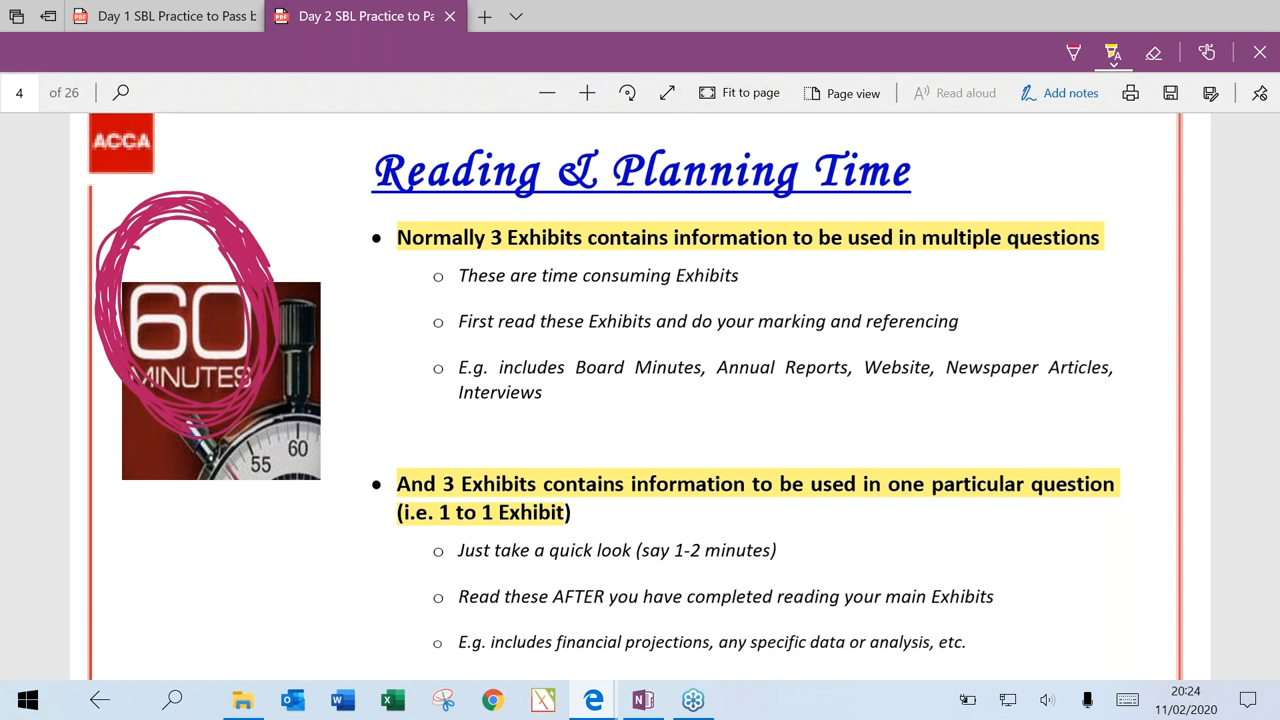 Day 1 SBL Practice to Pass b
Day 2 SBL Practice to Pa
4 of 26
Fit to page
Page view
Read aloud
Add notes
ACCA
Reading & Planning Time
60
MINUTES
55
60
• Normally 3 Exhibits contains information to be used in multiple questions
o These are time consuming Exhibits
o First read these Exhibits and do your marking and referencing
o E.g. includes Board Minutes, Annual Reports, Website, Newspaper Articles,
Interviews
• And 3 Exhibits contains information to be used in one particular question
(i.e. 1 to 1 Exhibit)
o Just take a quick look (say 1-2 minutes)
o Read these AFTER you have completed reading your main Exhibits
o E.g. includes financial projections, any specific data or analysis, etc.
20:24
11/02/2020